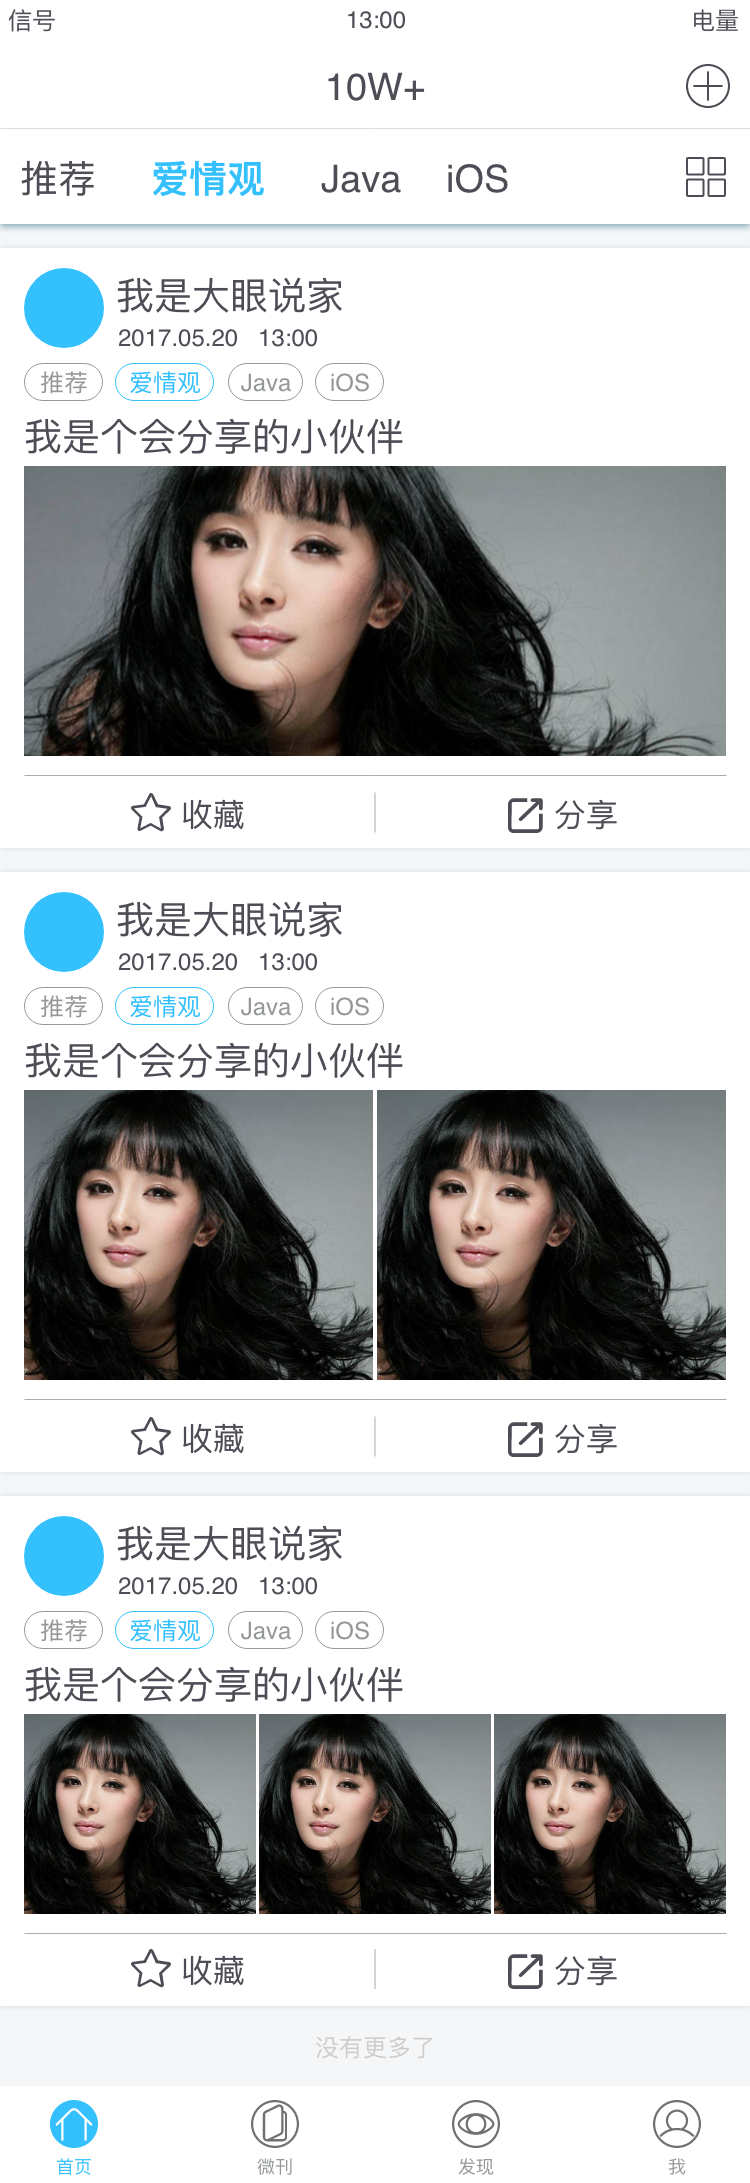 信号 13:00 电量
10W+
推荐 爱情观 Java iOS
我是大眼说家
2017.05.20 13:00
推荐 爱情观 Java iOS
我是个会分享的小伙伴
收藏 分享
我是大眼说家
2017.05.20 13:00
推荐 爱情观 Java iOS
我是个会分享的小伙伴
收藏 分享
我是大眼说家
2017.05.20 13:00
推荐 爱情观 Java iOS
我是个会分享的小伙伴
收藏 分享
没有更多了
首页 微刊 发现 我